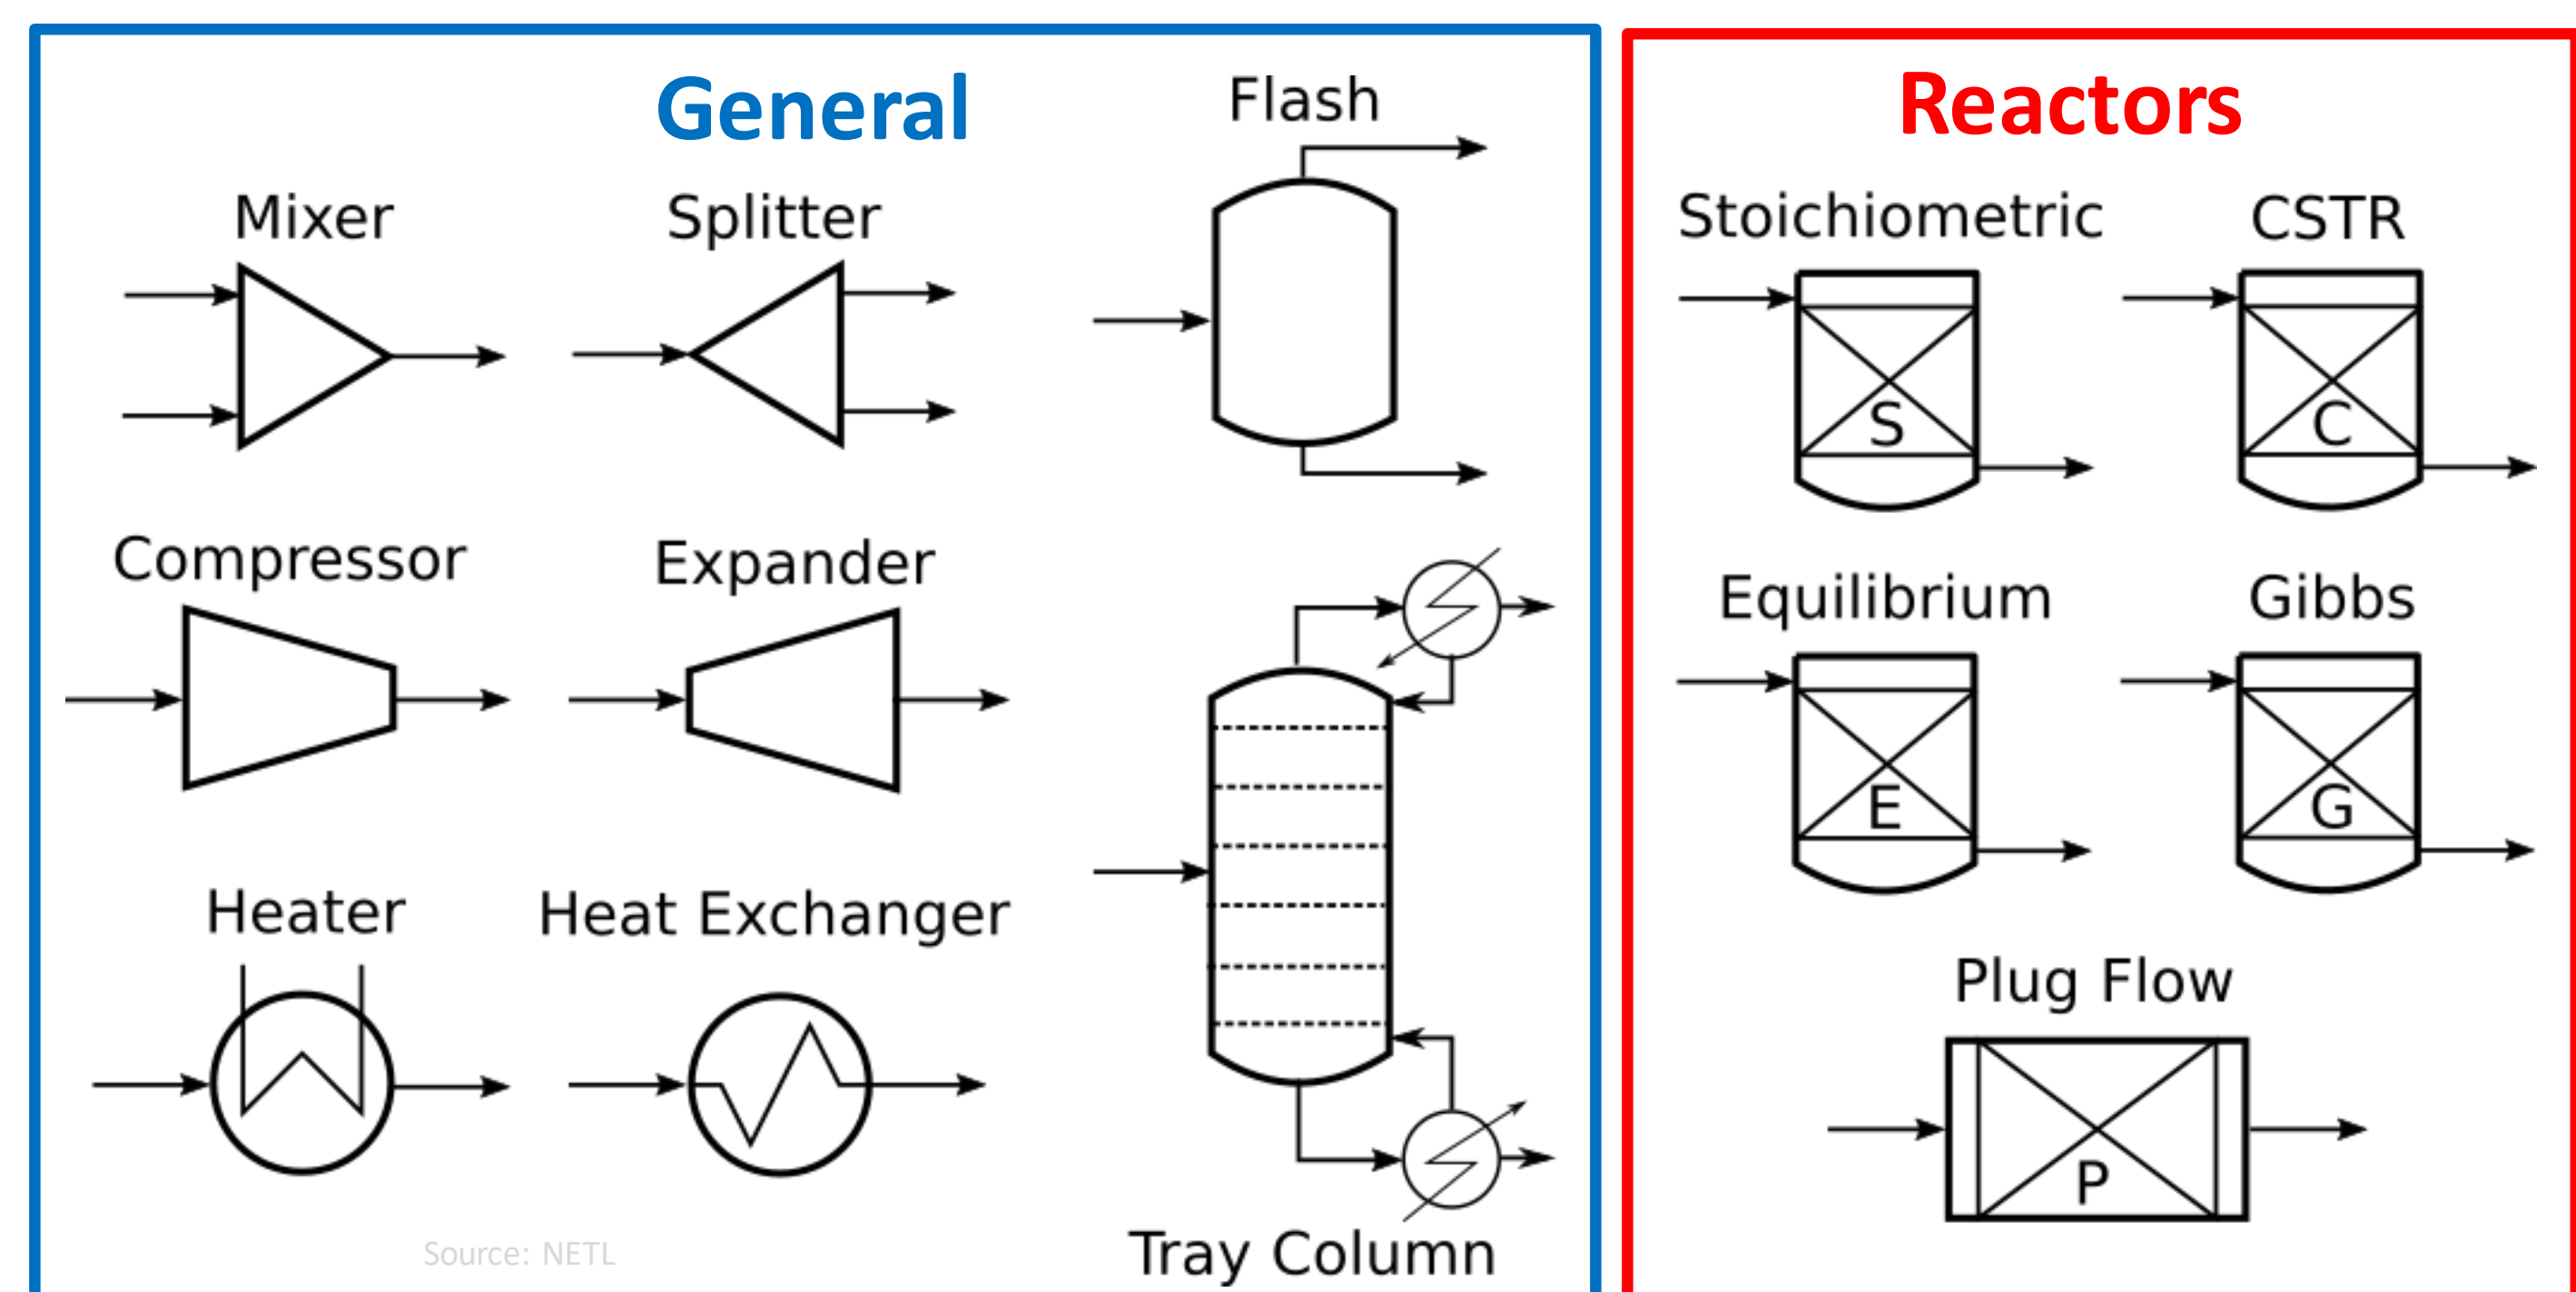 General
Flash
Mixer
Splitter
Compressor
Expander
Heater
Heat Exchanger
Tray Column
Source: NETL
Reactors
Stoichiometric
CSTR
S
C
Equilibrium
Gibbs
E
G
Plug Flow
P